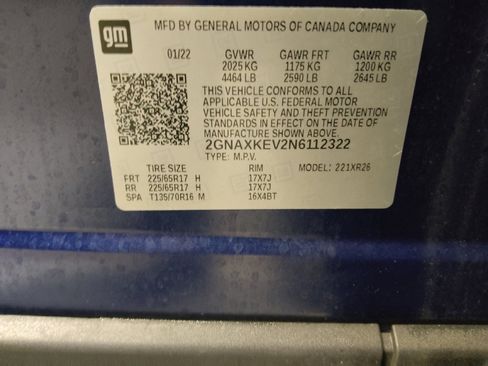 gm
MFD BY GENERAL MOTORS OF CANADA COMPANY
01/22 GVWR GAWR FRT GAWR RR
2025 KG 1175 KG 1200 KG
4464 LB 2590 LB 2645 LB
THIS VEHICLE CONFORMS TO ALL
APPLICABLE U.S. FEDERAL MOTOR
VEHICLE SAFETY AND THEFT PREVENTION
STANDARDS IN EFFECT ON THE DATE OF
MANUFACTURE SHOWN ABOVE.
2GNAXKEV2N6112322
TYPE: M.P.V. MODEL: 221XR26
TIRE SIZE RIM
FRT 225/65R17 H 17X7J
RR 225/65R17 H 17X7J
SPA T135/70R16 M 16X4BT